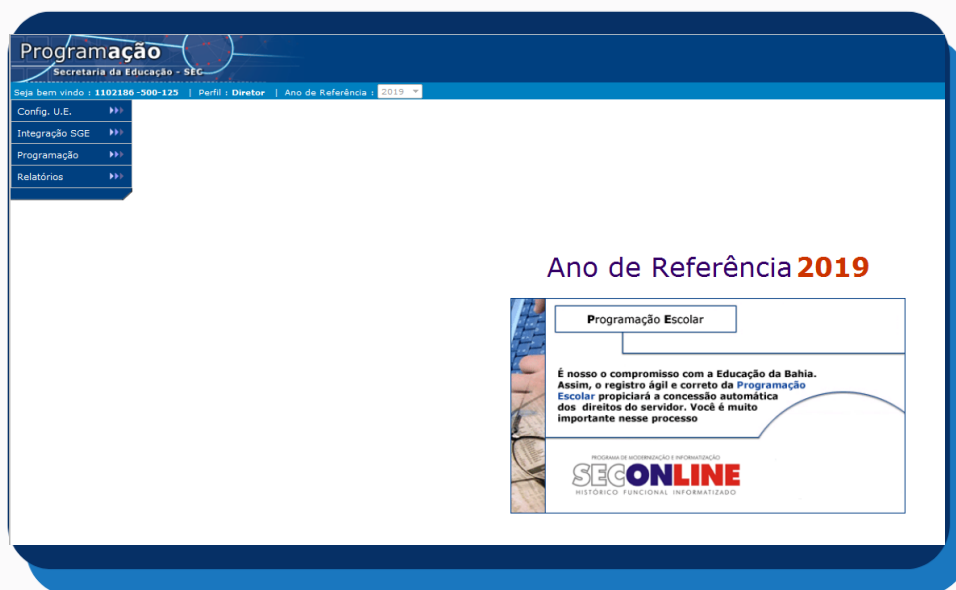 Programação
Secretaria da Educação - SEC
Seja bem vindo : 1102186 -500-125 | Perfil : Diretor | Ano de Referência : 2019
Config. U.E.
Integração SGE
Programação
Relatórios
Ano de Referência 2019
Programação Escolar
É nosso o compromisso com a Educação da Bahia.
Assim, o registro ágil e correto da Programação
Escolar propiciará a concessão automática
dos direitos do servidor. Você é muito
importante nesse processo
PROGRAMA DE MODERNIZAÇÃO E INFORMATIZAÇÃO
SECONLINE
HISTÓRICO FUNCIONAL INFORMATIZADO